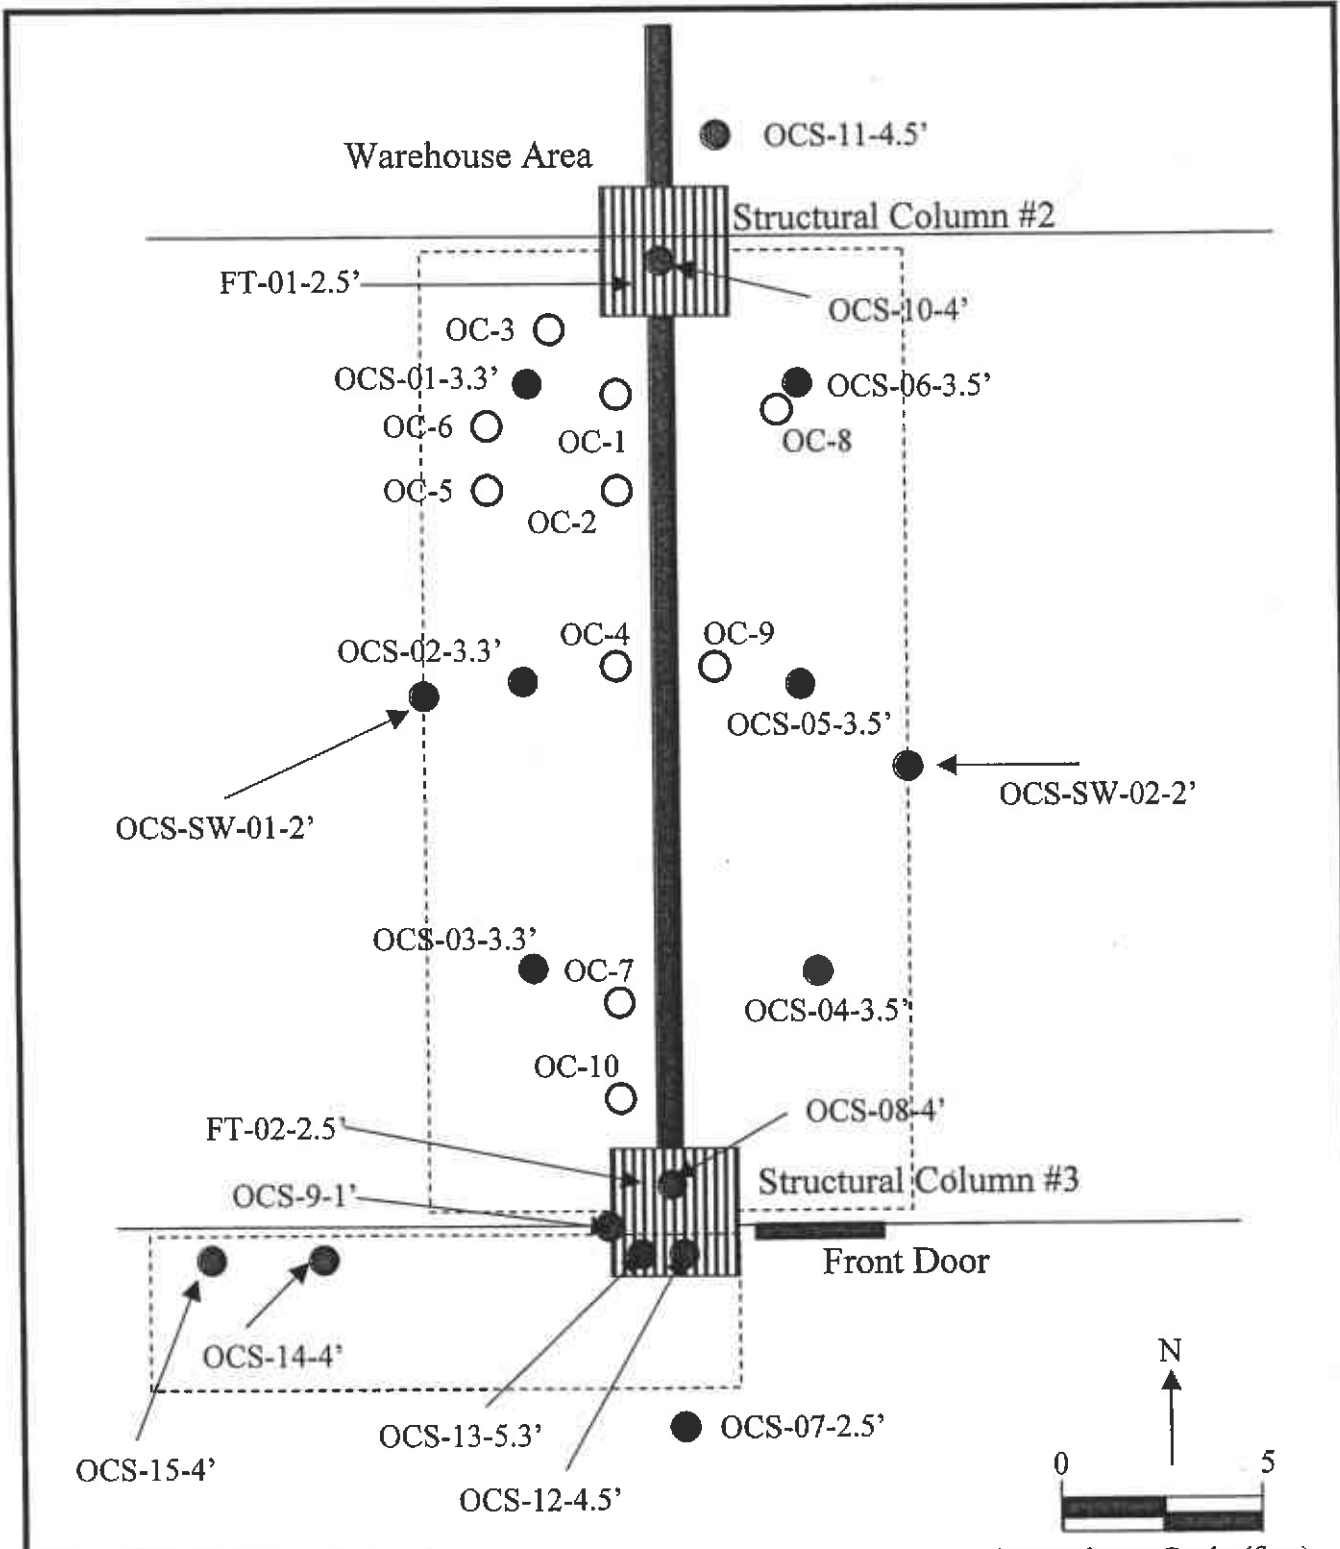 OCS-11-4.5’
Warehouse Area
Structural Column #2
FT-01-2.5’
OCS-10-4’
OC-3
OCS-01-3.3’
OCS-06-3.5’
OC-6
OC-1
OC-8
OC-5
OC-2
OC-4
OC-9
OCS-02-3.3’
OCS-05-3.5’
OCS-SW-02-2’
OCS-SW-01-2’
OCS-03-3.3’
OC-7
OCS-04-3.5’
OC-10
OCS-08-4’
FT-02-2.5’
Structural Column #3
OCS-9-1’
Front Door
OCS-14-4’
N
OCS-13-5.3’
OCS-07-2.5’
OCS-15-4’
0 5
OCS-12-4.5’